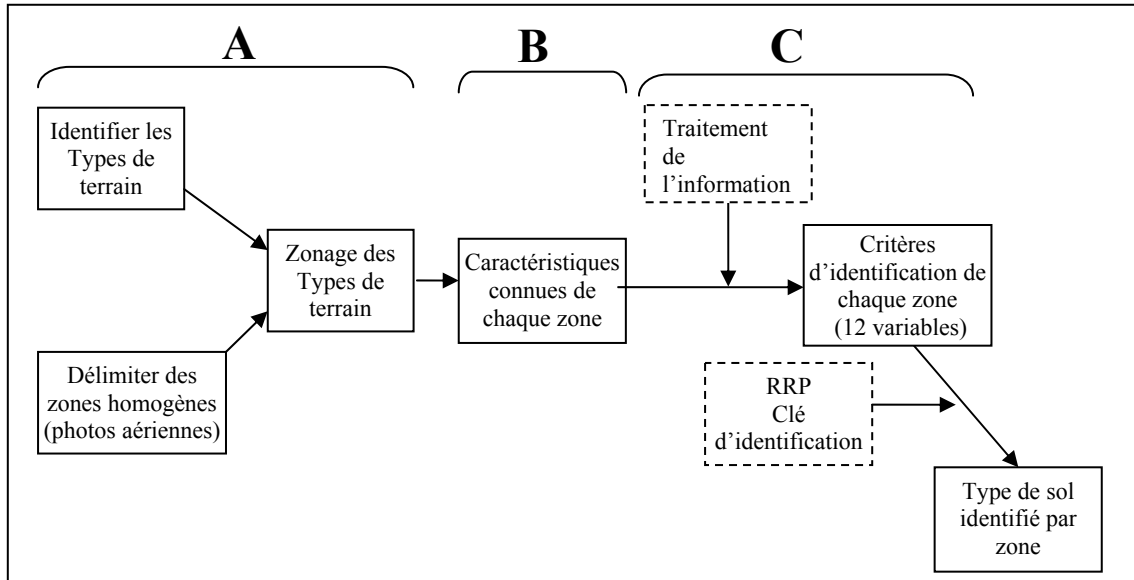 A
B
C
Identifier les
Types de
terrain
Délimiter des
zones homogènes
(photos aériennes)
Zonage des
Types de
terrain
Caractéristiques
connues de
chaque zone
Traitement
de
l’information
Critères
d’identification de
chaque zone
(12 variables)
RRP
Clé
d’identification
Type de sol
identifié par
zone